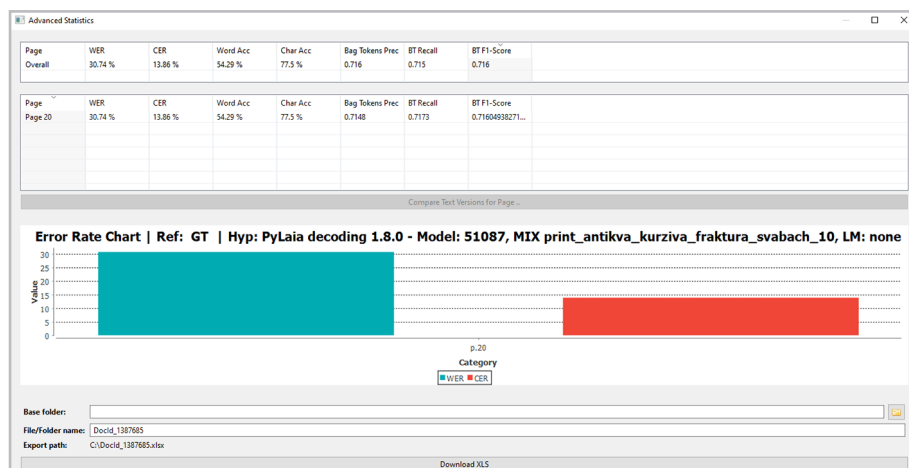 Advanced Statistics
Page WER CER Word Acc Char Acc Bag Tokens Prec BT Recall BT F1-Score
Overall 30.74 % 13.86 % 54.29 % 77.5 % 0.716 0.715 0.716
Page WER CER Word Acc Char Acc Bag Tokens Prec BT Recall BT F1-Score
Page 20 30.74 % 13.86 % 54.29 % 77.5 % 0.7148 0.7173 0.71604938271...
Compare Text Versions for Page ..
Error Rate Chart | Ref: GT | Hyp: PyLaia decoding 1.8.0 - Model: 51087, MIX print_antikva_kurziva_fraktura_svabach_10, LM: none
Value
30
25
20
15
10
5
0
p.20
Category
WER CER
Base folder:
File/Folder name: DocId_1387685
Export path: C:\DocId_1387685.xlsx
Download XLS